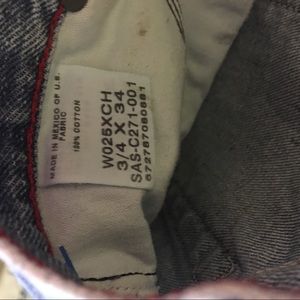 MADE IN MEXICO OF U.S.
FABRIC
100% COTTON
W025XCH
3/4 X 34
SAS-C271-001